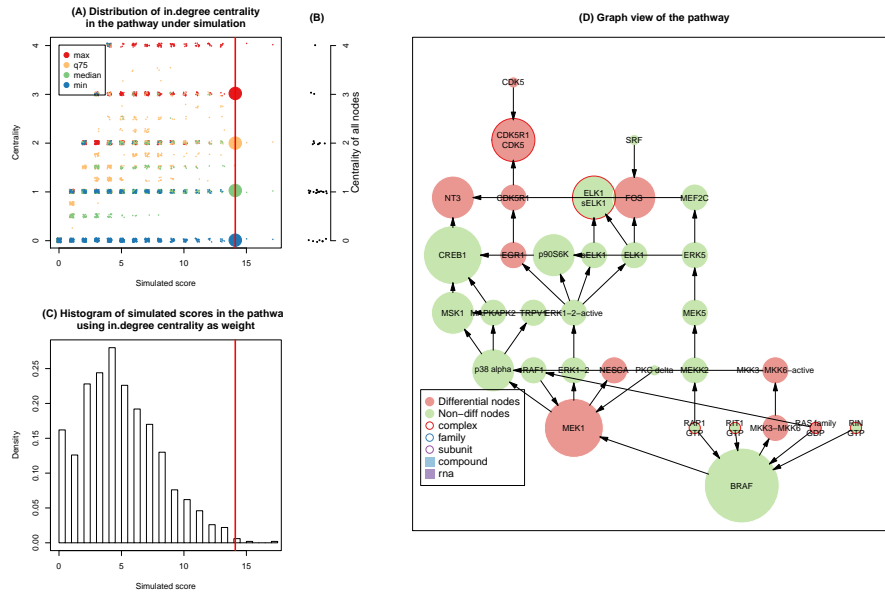 (A) Distribution of in.degree centrality
in the pathway under simulation
(B)
(D) Graph view of the pathway
max
q75
median
min
Centrality
0
1
2
3
4
0
5
10
15
Simulated score
Centrality of all nodes
0
1
2
3
4
(C) Histogram of simulated scores in the pathwa
using in.degree centrality as weight
Density
0.00
0.05
0.10
0.15
0.20
0.25
0
5
10
15
Simulated score
CDK5
CDK5R1
CDK5
SRF
NT3
CDK5R1
ELK1
sELK1
FOS
MEF2C
CREB1
EGR1
p90S6K
sELK1
ELK1
ERK5
MSK1
MAPKAPK2
TRPV1
ERK1−2−active
MEK5
p38 alpha
RAF1
ERK1−2
NESCA
PKC delta
MEKK2
MKK3−MKK6−active
MEK1
RAP1
GTP
RIT1
GTP
MKK3−MKK6
RAS family
GDP
RIN
GTP
BRAF
Differential nodes
Non−diff nodes
complex
family
subunit
compound
rna